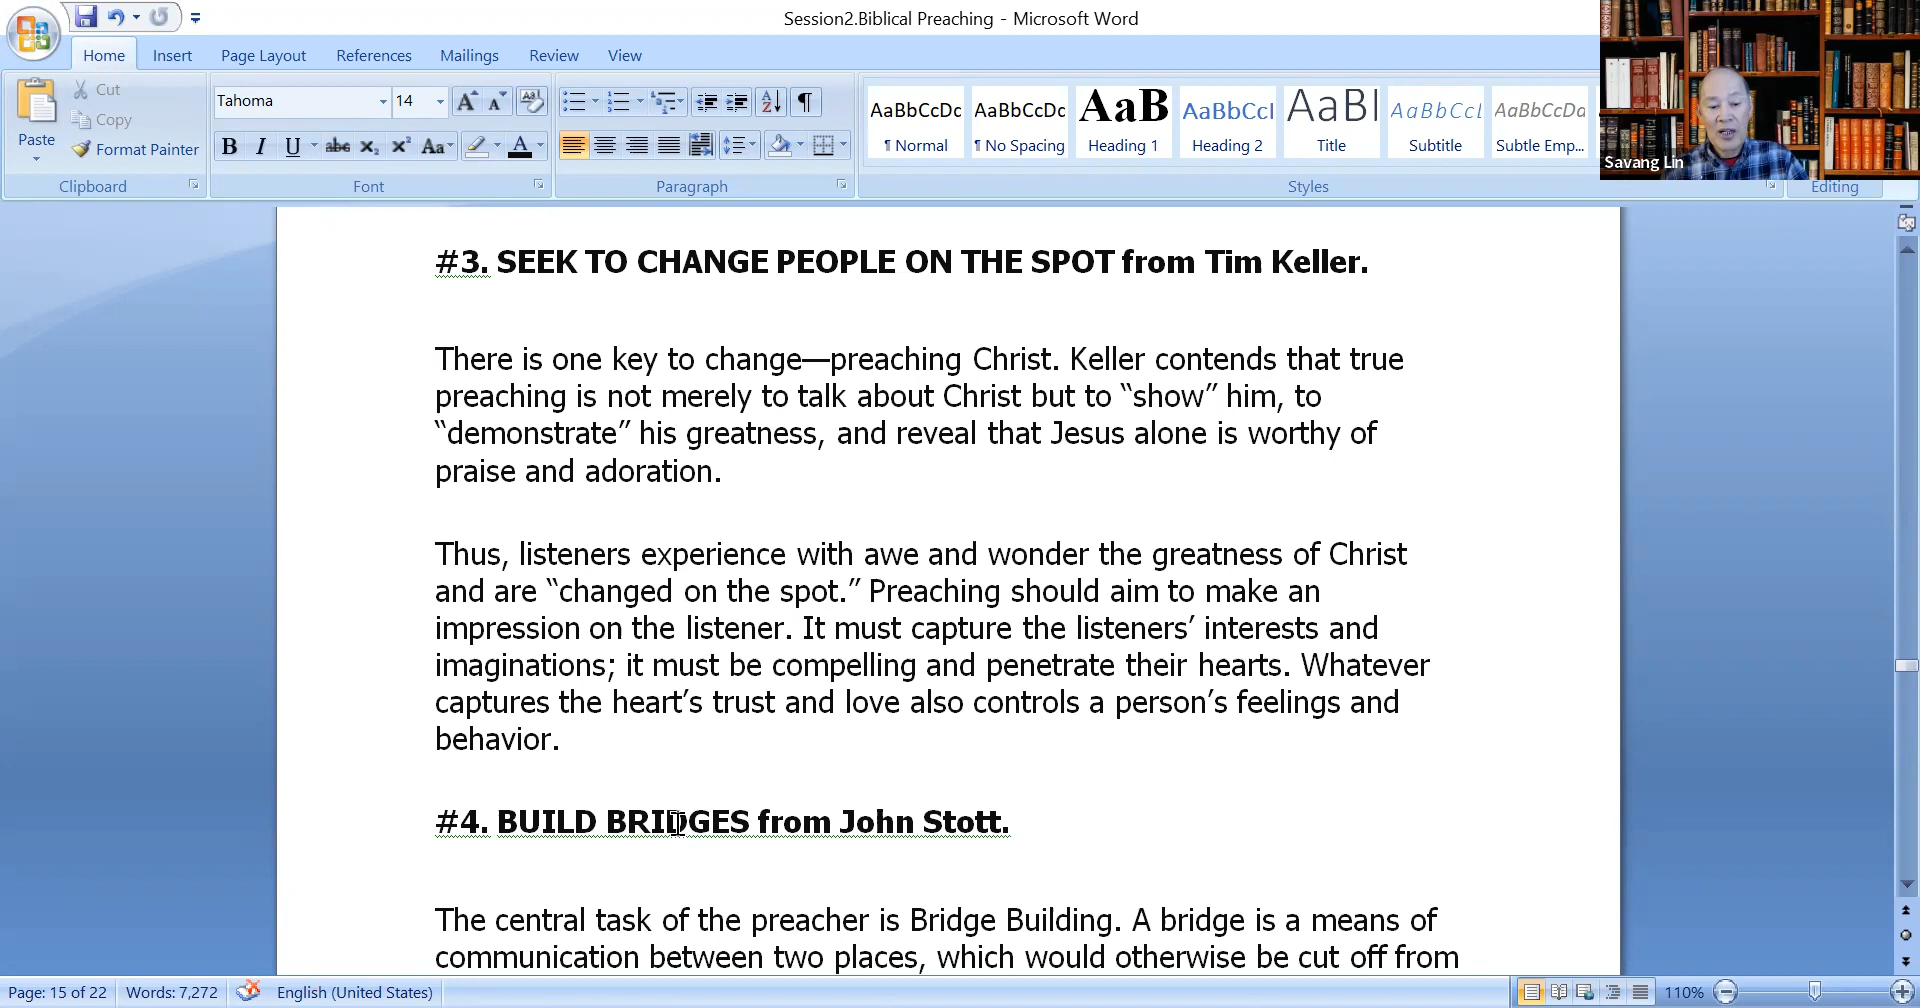 Session2.Biblical Preaching - Microsoft Word
Home Insert Page Layout References Mailings Review View
Paste
Cut
Copy
Format Painter
Clipboard
Tahoma 14
Font
Paragraph
AaBbCcDc AaBbCcDc AaB AaBbCcI AaBI AaBbCcL AaBbCcDa
¶ Normal ¶ No Spacing Heading 1 Heading 2 Title Subtitle Subtle Emp...
Styles
Editing
Savang Lin
#3. SEEK TO CHANGE PEOPLE ON THE SPOT from Tim Keller.
There is one key to change—preaching Christ. Keller contends that true
preaching is not merely to talk about Christ but to “show” him, to
“demonstrate” his greatness, and reveal that Jesus alone is worthy of
praise and adoration.
Thus, listeners experience with awe and wonder the greatness of Christ
and are “changed on the spot.” Preaching should aim to make an
impression on the listener. It must capture the listeners’ interests and
imaginations; it must be compelling and penetrate their hearts. Whatever
captures the heart’s trust and love also controls a person’s feelings and
behavior.
#4. BUILD BRIDGES from John Stott.
The central task of the preacher is Bridge Building. A bridge is a means of
communication between two places, which would otherwise be cut off from
Page: 15 of 22 Words: 7,272 English (United States) 110%